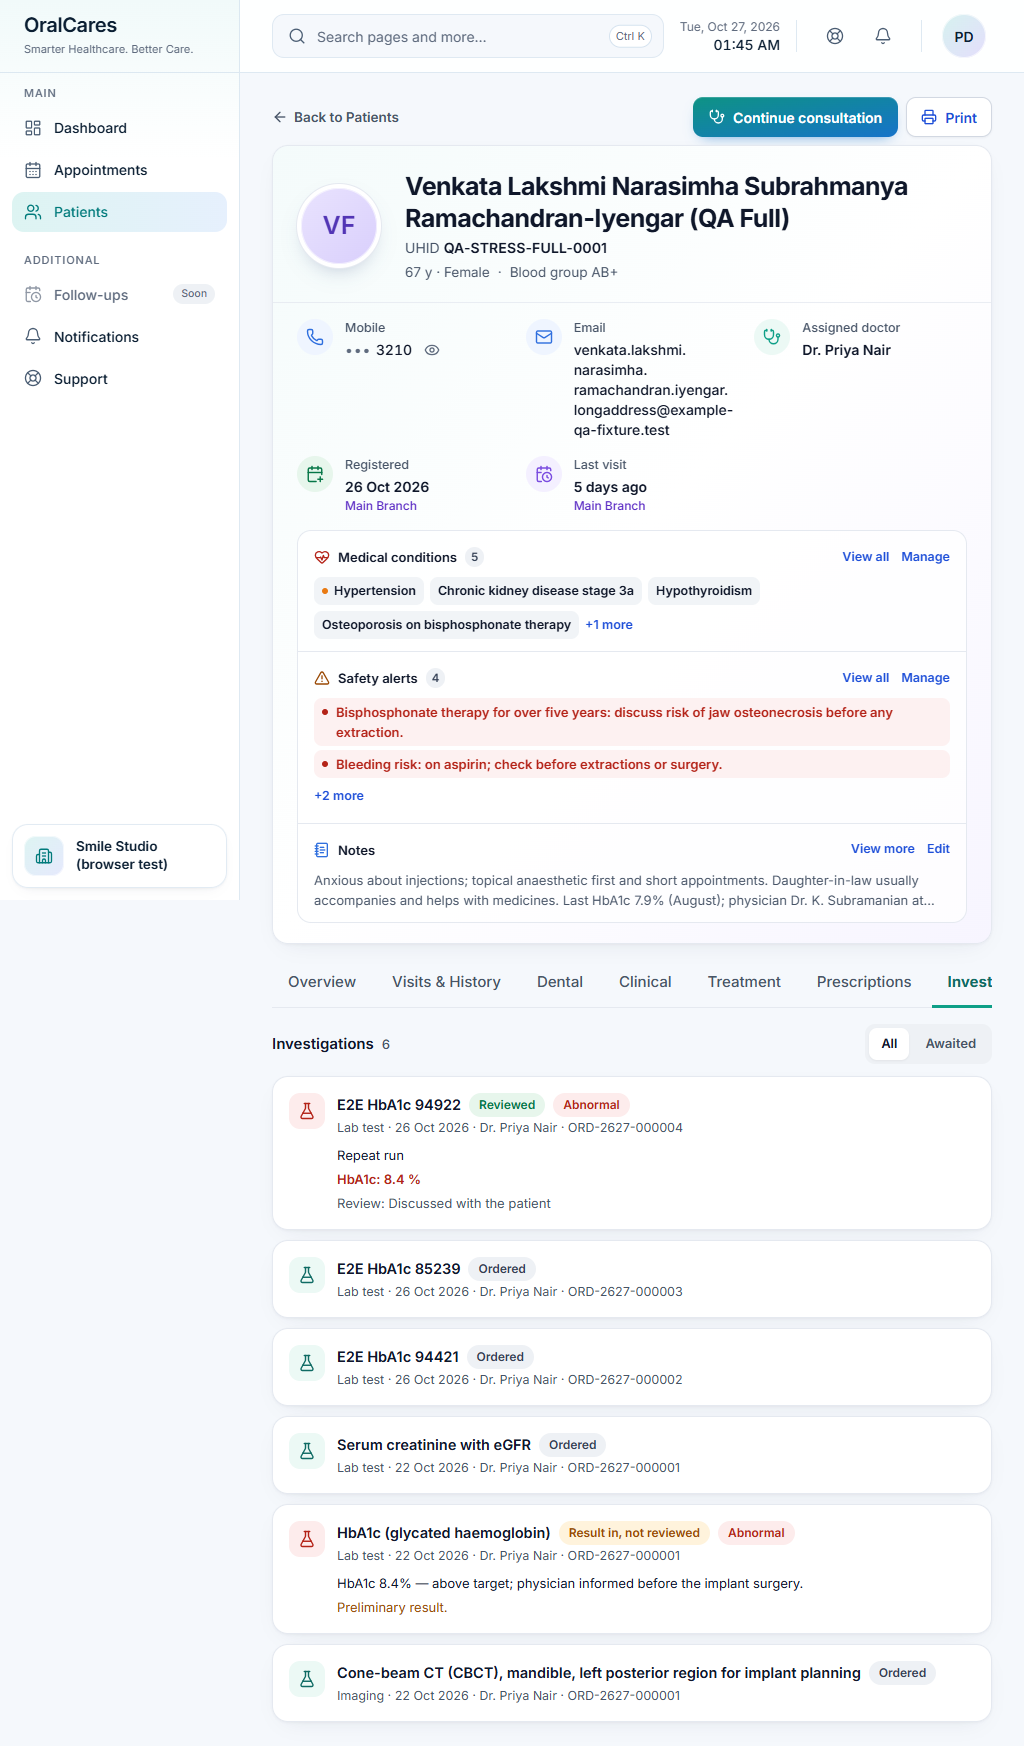 OralCares
Smarter Healthcare. Better Care.
Search pages and more...
Ctrl K
Tue, Oct 27, 2026
01:45 AM
PD
MAIN
Dashboard
Appointments
Patients
ADDITIONAL
Follow-ups
Soon
Notifications
Support
Smile Studio
(browser test)
Back to Patients
Continue consultation
Print
VF
Venkata Lakshmi Narasimha Subrahmanya
Ramachandran-Iyengar (QA Full)
UHID QA-STRESS-FULL-0001
67 y · Female · Blood group AB+
Mobile
••• 3210
Email
venkata.lakshmi.
narasimha.
ramachandran.iyengar.
longaddress@example-
qa-fixture.test
Assigned doctor
Dr. Priya Nair
Registered
26 Oct 2026
Main Branch
Last visit
5 days ago
Main Branch
Medical conditions 5
View all Manage
Hypertension
Chronic kidney disease stage 3a
Hypothyroidism
Osteoporosis on bisphosphonate therapy
+1 more
Safety alerts 4
View all Manage
Bisphosphonate therapy for over five years: discuss risk of jaw osteonecrosis before any
extraction.
Bleeding risk: on aspirin; check before extractions or surgery.
+2 more
Notes
View more Edit
Anxious about injections; topical anaesthetic first and short appointments. Daughter-in-law usually
accompanies and helps with medicines. Last HbA1c 7.9% (August); physician Dr. K. Subramanian at...
Overview
Visits & History
Dental
Clinical
Treatment
Prescriptions
Invest
Investigations 6
All
Awaited
E2E HbA1c 94922 Reviewed Abnormal
Lab test · 26 Oct 2026 · Dr. Priya Nair · ORD-2627-000004
Repeat run
HbA1c: 8.4 %
Review: Discussed with the patient
E2E HbA1c 85239 Ordered
Lab test · 26 Oct 2026 · Dr. Priya Nair · ORD-2627-000003
E2E HbA1c 94421 Ordered
Lab test · 26 Oct 2026 · Dr. Priya Nair · ORD-2627-000002
Serum creatinine with eGFR Ordered
Lab test · 22 Oct 2026 · Dr. Priya Nair · ORD-2627-000001
HbA1c (glycated haemoglobin) Result in, not reviewed Abnormal
Lab test · 22 Oct 2026 · Dr. Priya Nair · ORD-2627-000001
HbA1c 8.4% — above target; physician informed before the implant surgery.
Preliminary result.
Cone-beam CT (CBCT), mandible, left posterior region for implant planning Ordered
Imaging · 22 Oct 2026 · Dr. Priya Nair · ORD-2627-000001